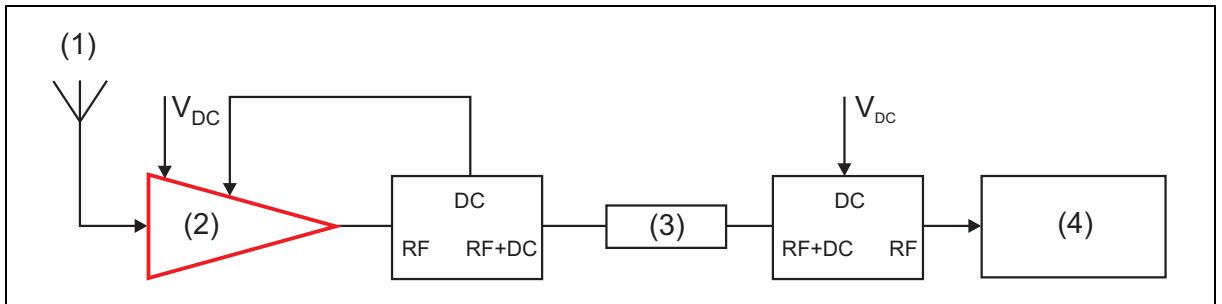 (1)
V_DC
V_DC
DC
DC
(2)
(3)
(4)
RF
RF+DC
RF+DC
RF